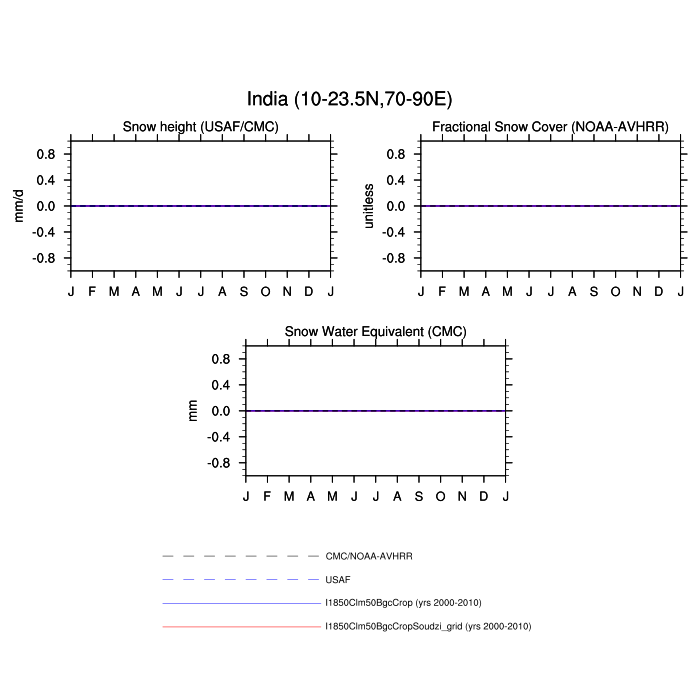 India (10-23.5N,70-90E)
Snow height (USAF/CMC)
mm/d
0.8
0.4
0.0
-0.4
-0.8
J F M A M J J A S O N D J
Fractional Snow Cover (NOAA-AVHRR)
unitless
0.8
0.4
0.0
-0.4
-0.8
J F M A M J J A S O N D J
Snow Water Equivalent (CMC)
mm
0.8
0.4
0.0
-0.4
-0.8
J F M A M J J A S O N D J
CMC/NOAA-AVHRR
USAF
I1850Clm50BgcCrop (yrs 2000-2010)
I1850Clm50BgcCropSoudzi_grid (yrs 2000-2010)